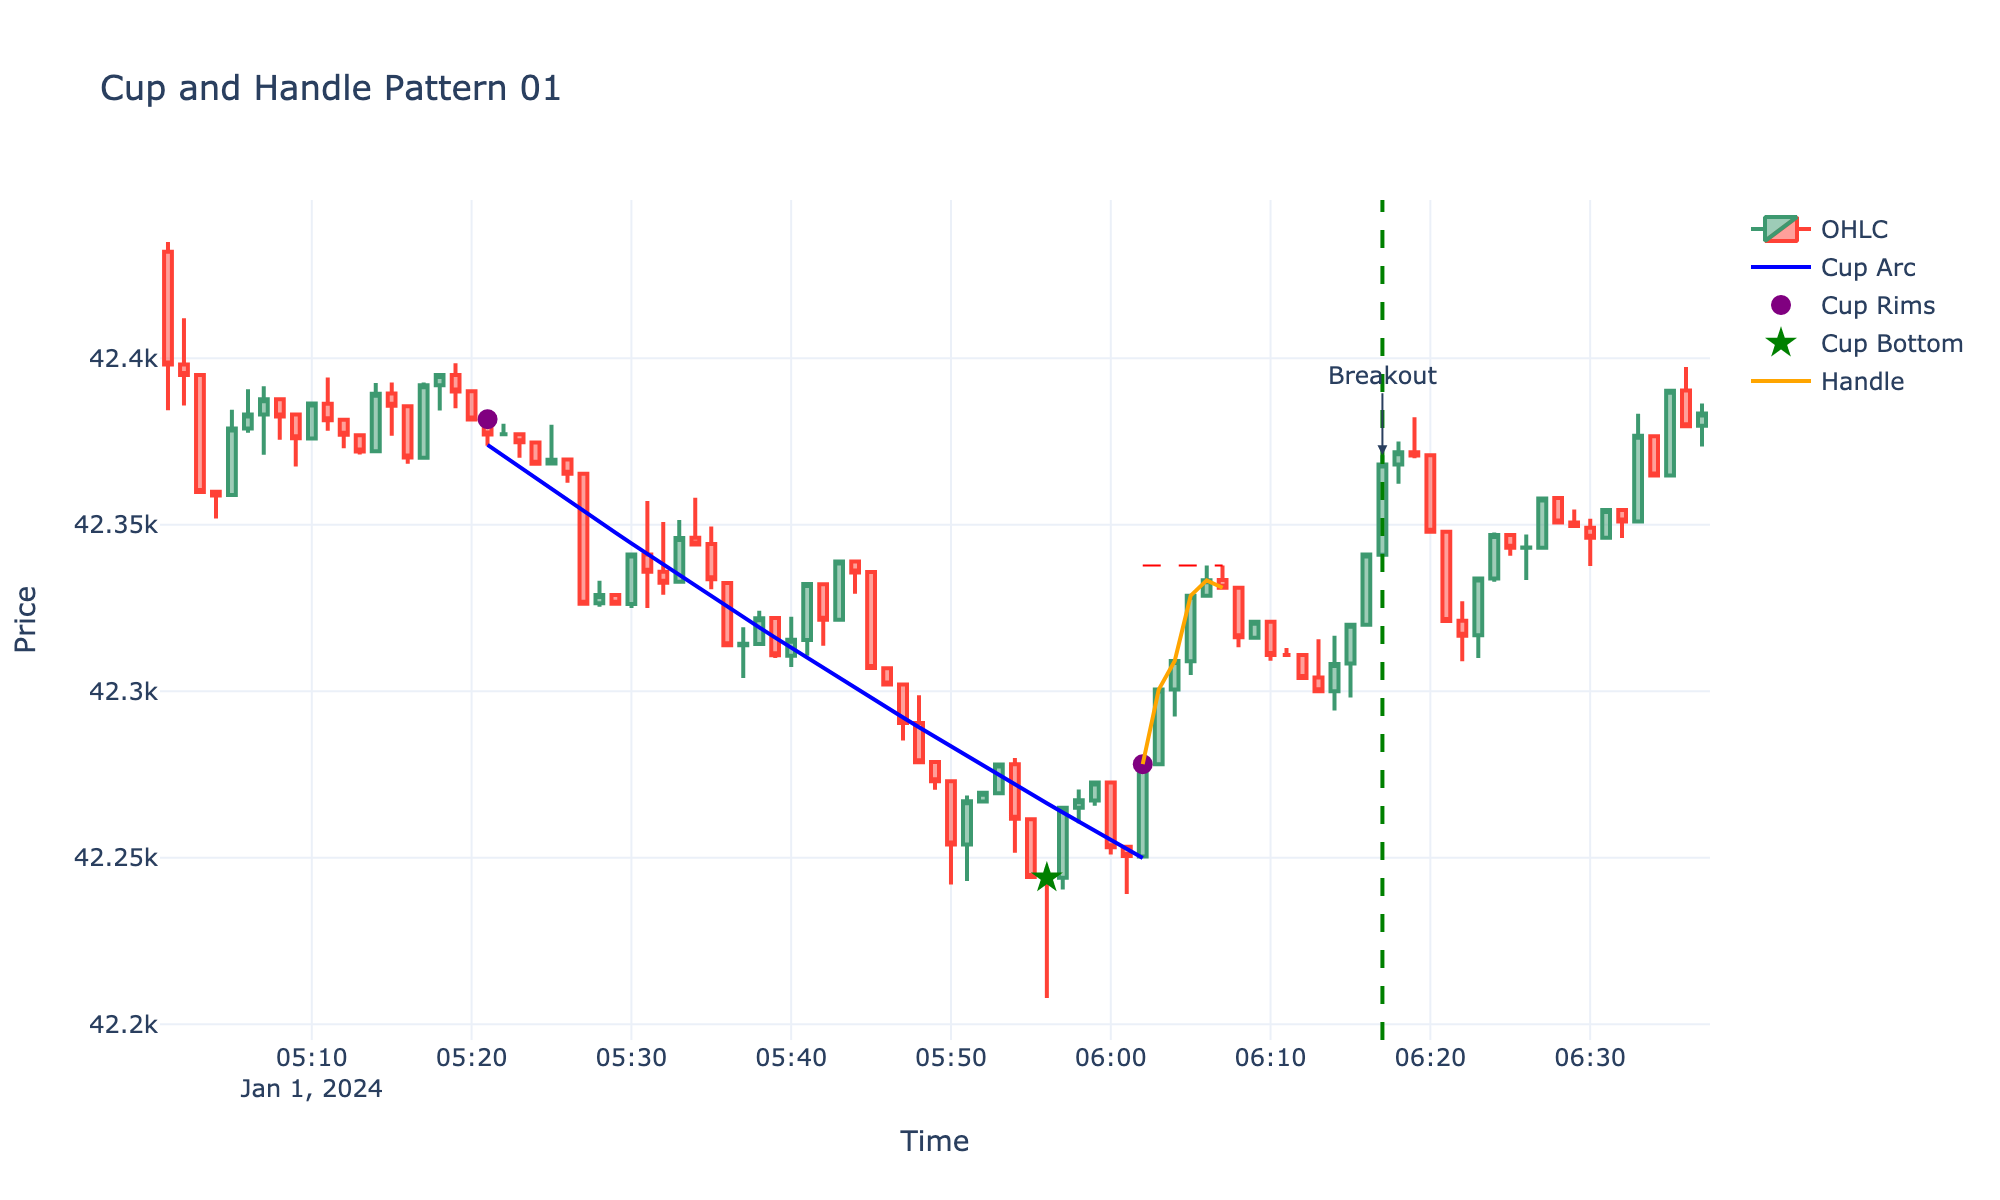 Cup and Handle Pattern 01
OHLC
Cup Arc
Cup Rims
Cup Bottom
Handle
Breakout
42.4k
42.35k
42.3k
42.25k
42.2k
Price
05:10
05:20
05:30
05:40
05:50
06:00
06:10
06:20
06:30
Jan 1, 2024
Time